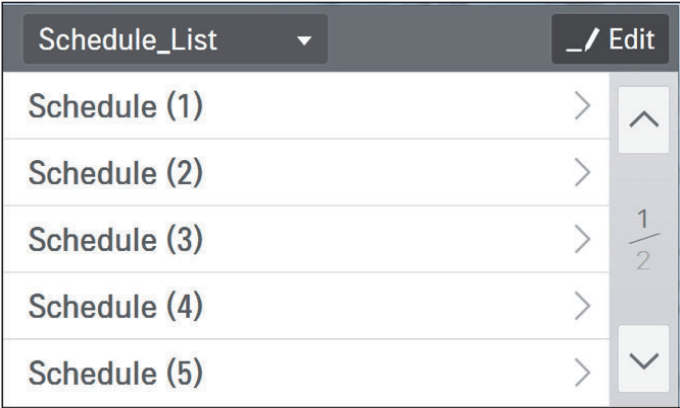 Schedule_List
Edit
Schedule (1)
Schedule (2)
Schedule (3)
Schedule (4)
Schedule (5)
1
2